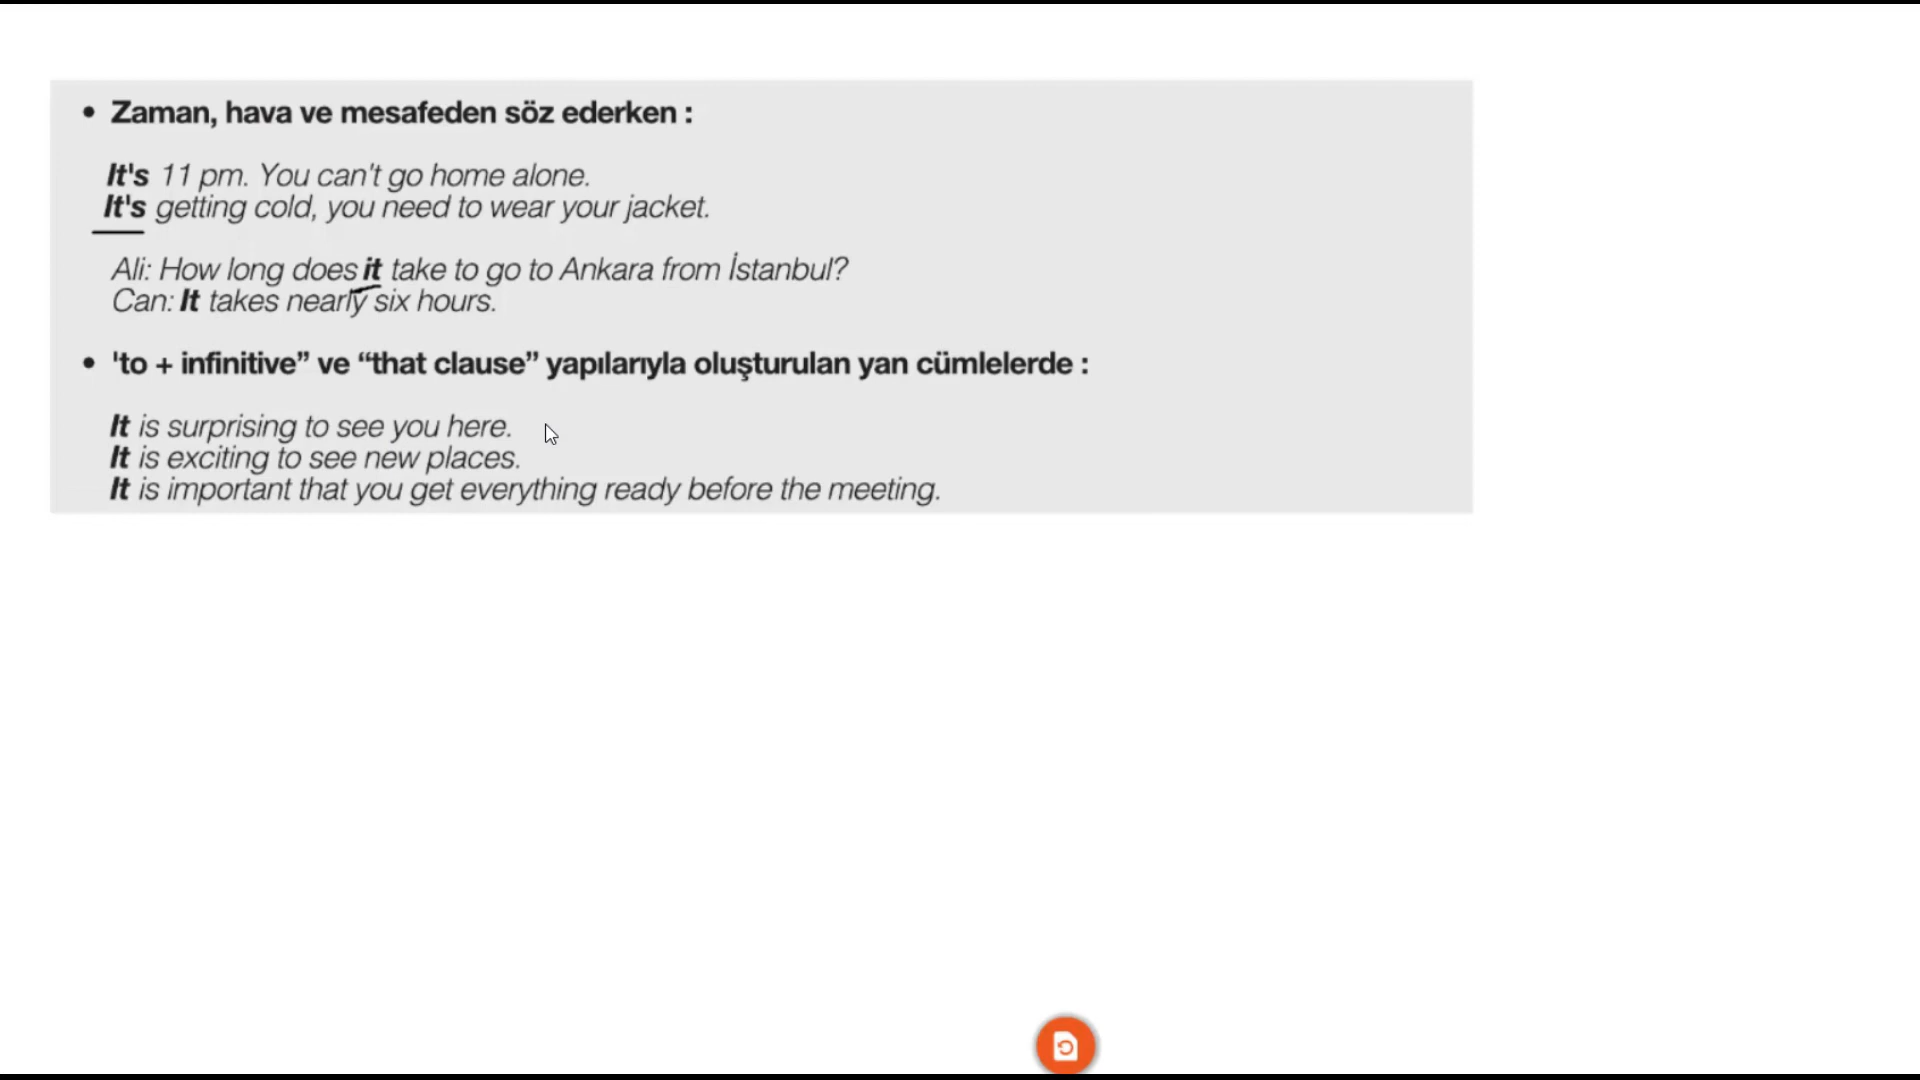 • Zaman, hava ve mesafeden söz ederken :
It's 11 pm. You can't go home alone.
It's getting cold, you need to wear your jacket.
Ali: How long does it take to go to Ankara from İstanbul?
Can: It takes nearly six hours.
• 'to + infinitive” ve “that clause” yapılarıyla oluşturulan yan cümlelerde :
It is surprising to see you here.
It is exciting to see new places.
It is important that you get everything ready before the meeting.